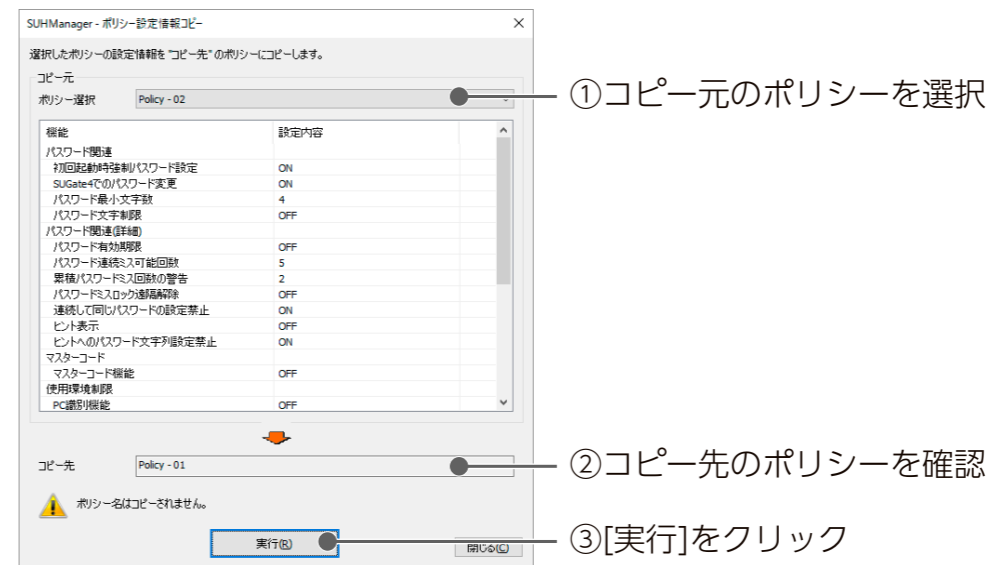 SUHManager - ポリシー設定情報コピー
選択したポリシーの設定情報を "コピー先" のポリシーにコピーします。
コピー元
ポリシー選択 Policy - 02
①コピー元のポリシーを選択
機能 設定内容
パスワード関連
初回起動時強制パスワード設定 ON
SUGate4でのパスワード変更 ON
パスワード最小文字数 4
パスワード文字制限 OFF
パスワード関連(詳細)
パスワード有効期限 OFF
パスワード連続ミス可能回数 5
累積パスワードミス回数の警告 2
パスワードミスロック遠隔解除 OFF
連続して同じパスワードの設定禁止 ON
ヒント表示 OFF
ヒントへのパスワード文字列設定禁止 ON
マスターコード
マスターコード機能 OFF
使用環境制限
PC識別機能 OFF
コピー先 Policy - 01
②コピー先のポリシーを確認
ポリシー名はコピーされません。
実行(R)
③[実行]をクリック
閉じる(C)